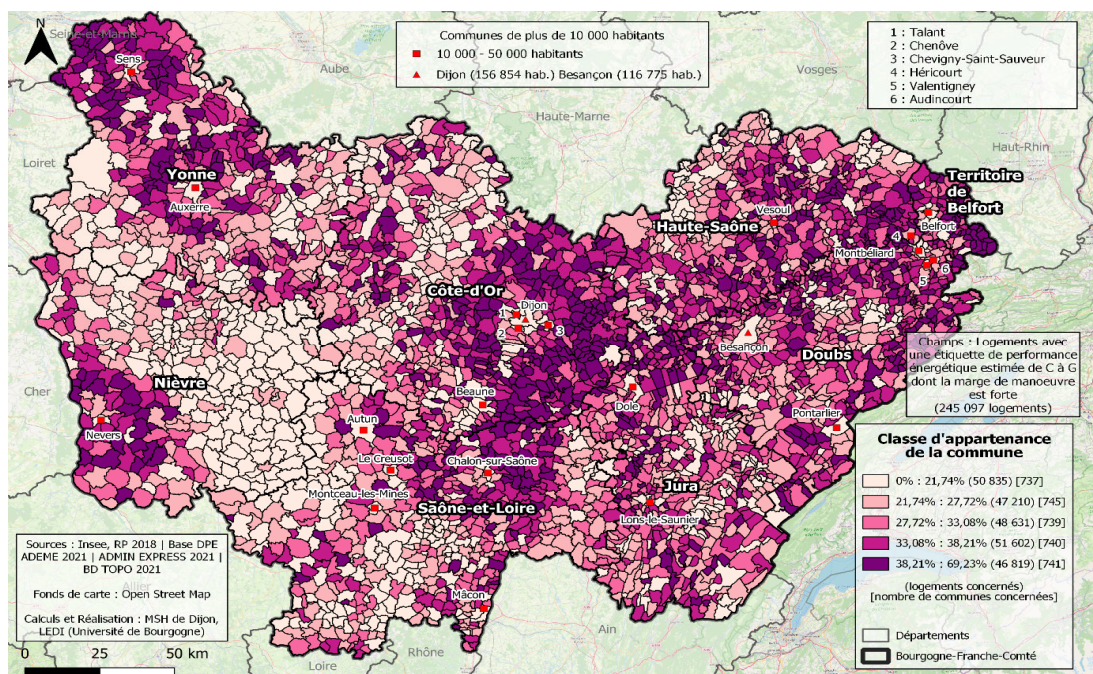 N
Seine-et-Marne
Aube
Haute-Marne
Vosges
Haut-Rhin
Loiret
Cher
Allier
Loire
Rhône
Ain
Communes de plus de 10 000 habitants
10 000 - 50 000 habitants
Dijon (156 854 hab.) Besançon (116 775 hab.)
1 : Talant
2 : Chenôve
3 : Chevigny-Saint-Sauveur
4 : Héricourt
5 : Valentigney
6 : Audincourt
Sens
Yonne
Auxerre
Territoire
de
Belfort
Belfort
Haute-Saône
Vesoul
4
Montbéliard
5
6
Côte-d'Or
Dijon
1
2
3
Besançon
Doubs
Nièvre
Nevers
Beaune
Dole
Pontarlier
Autun
Le Creusot
Chalon-sur-Saône
Montceau-les-Mines
Saône-et-Loire
Jura
Lons-le-Saunier
Mâcon
Champs : Logements avec
une étiquette de performance
énergétique estimée de C à G
dont la marge de manoeuvre
est forte
(245 097 logements)
Classe d'appartenance
de la commune
0% : 21,74% (50 835) [737]
21,74% : 27,72% (47 210) [745]
27,72% : 33,08% (48 631) [739]
33,08% : 38,21% (51 602) [740]
38,21% : 69,23% (46 819) [741]
(logements concernés)
[nombre de communes concernées]
Départements
Bourgogne-Franche-Comté
Sources : Insee, RP 2018 | Base DPE
ADEME 2021 | ADMIN EXPRESS 2021 |
BD TOPO 2021
Fonds de carte : Open Street Map
Calculs et Réalisation : MSH de Dijon,
LEDI (Université de Bourgogne)
0 25 50 km